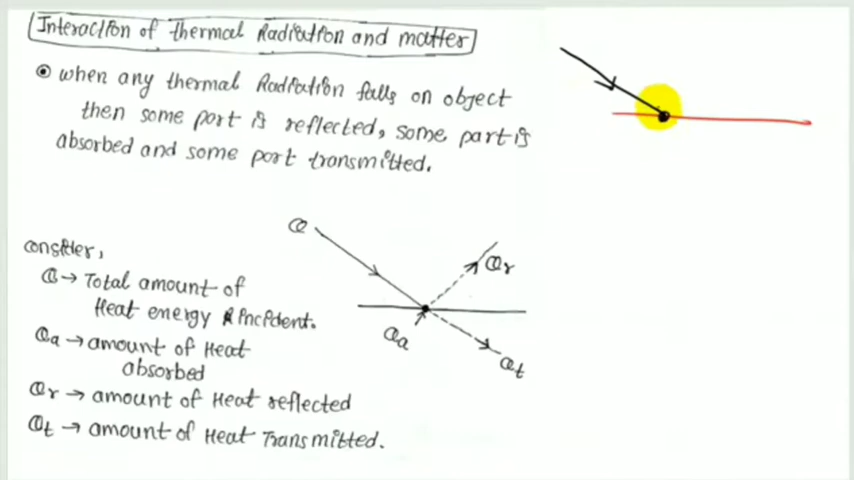 Interaction of thermal Radiation and matter
when any thermal Radiation falls on object
then some part is reflected, some part is
absorbed and some part transmitted.
consider,
Q → Total amount of
Heat energy incident.
Qa → amount of Heat
absorbed
Qr → amount of Heat reflected
Qt → amount of Heat Transmitted.
Q
Qr
Qa
Qt